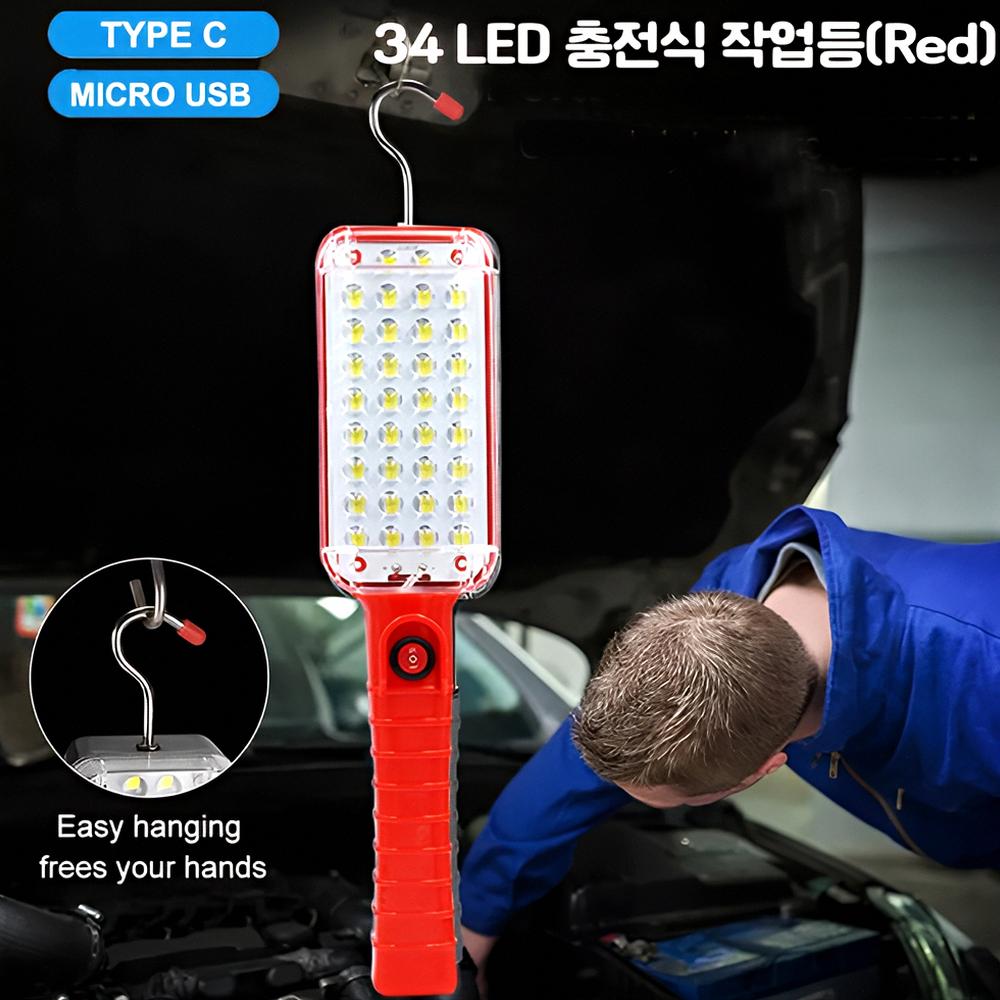 TYPE C
MICRO USB
34 LED 충전식 작업등(Red)
Easy hanging
frees your hands